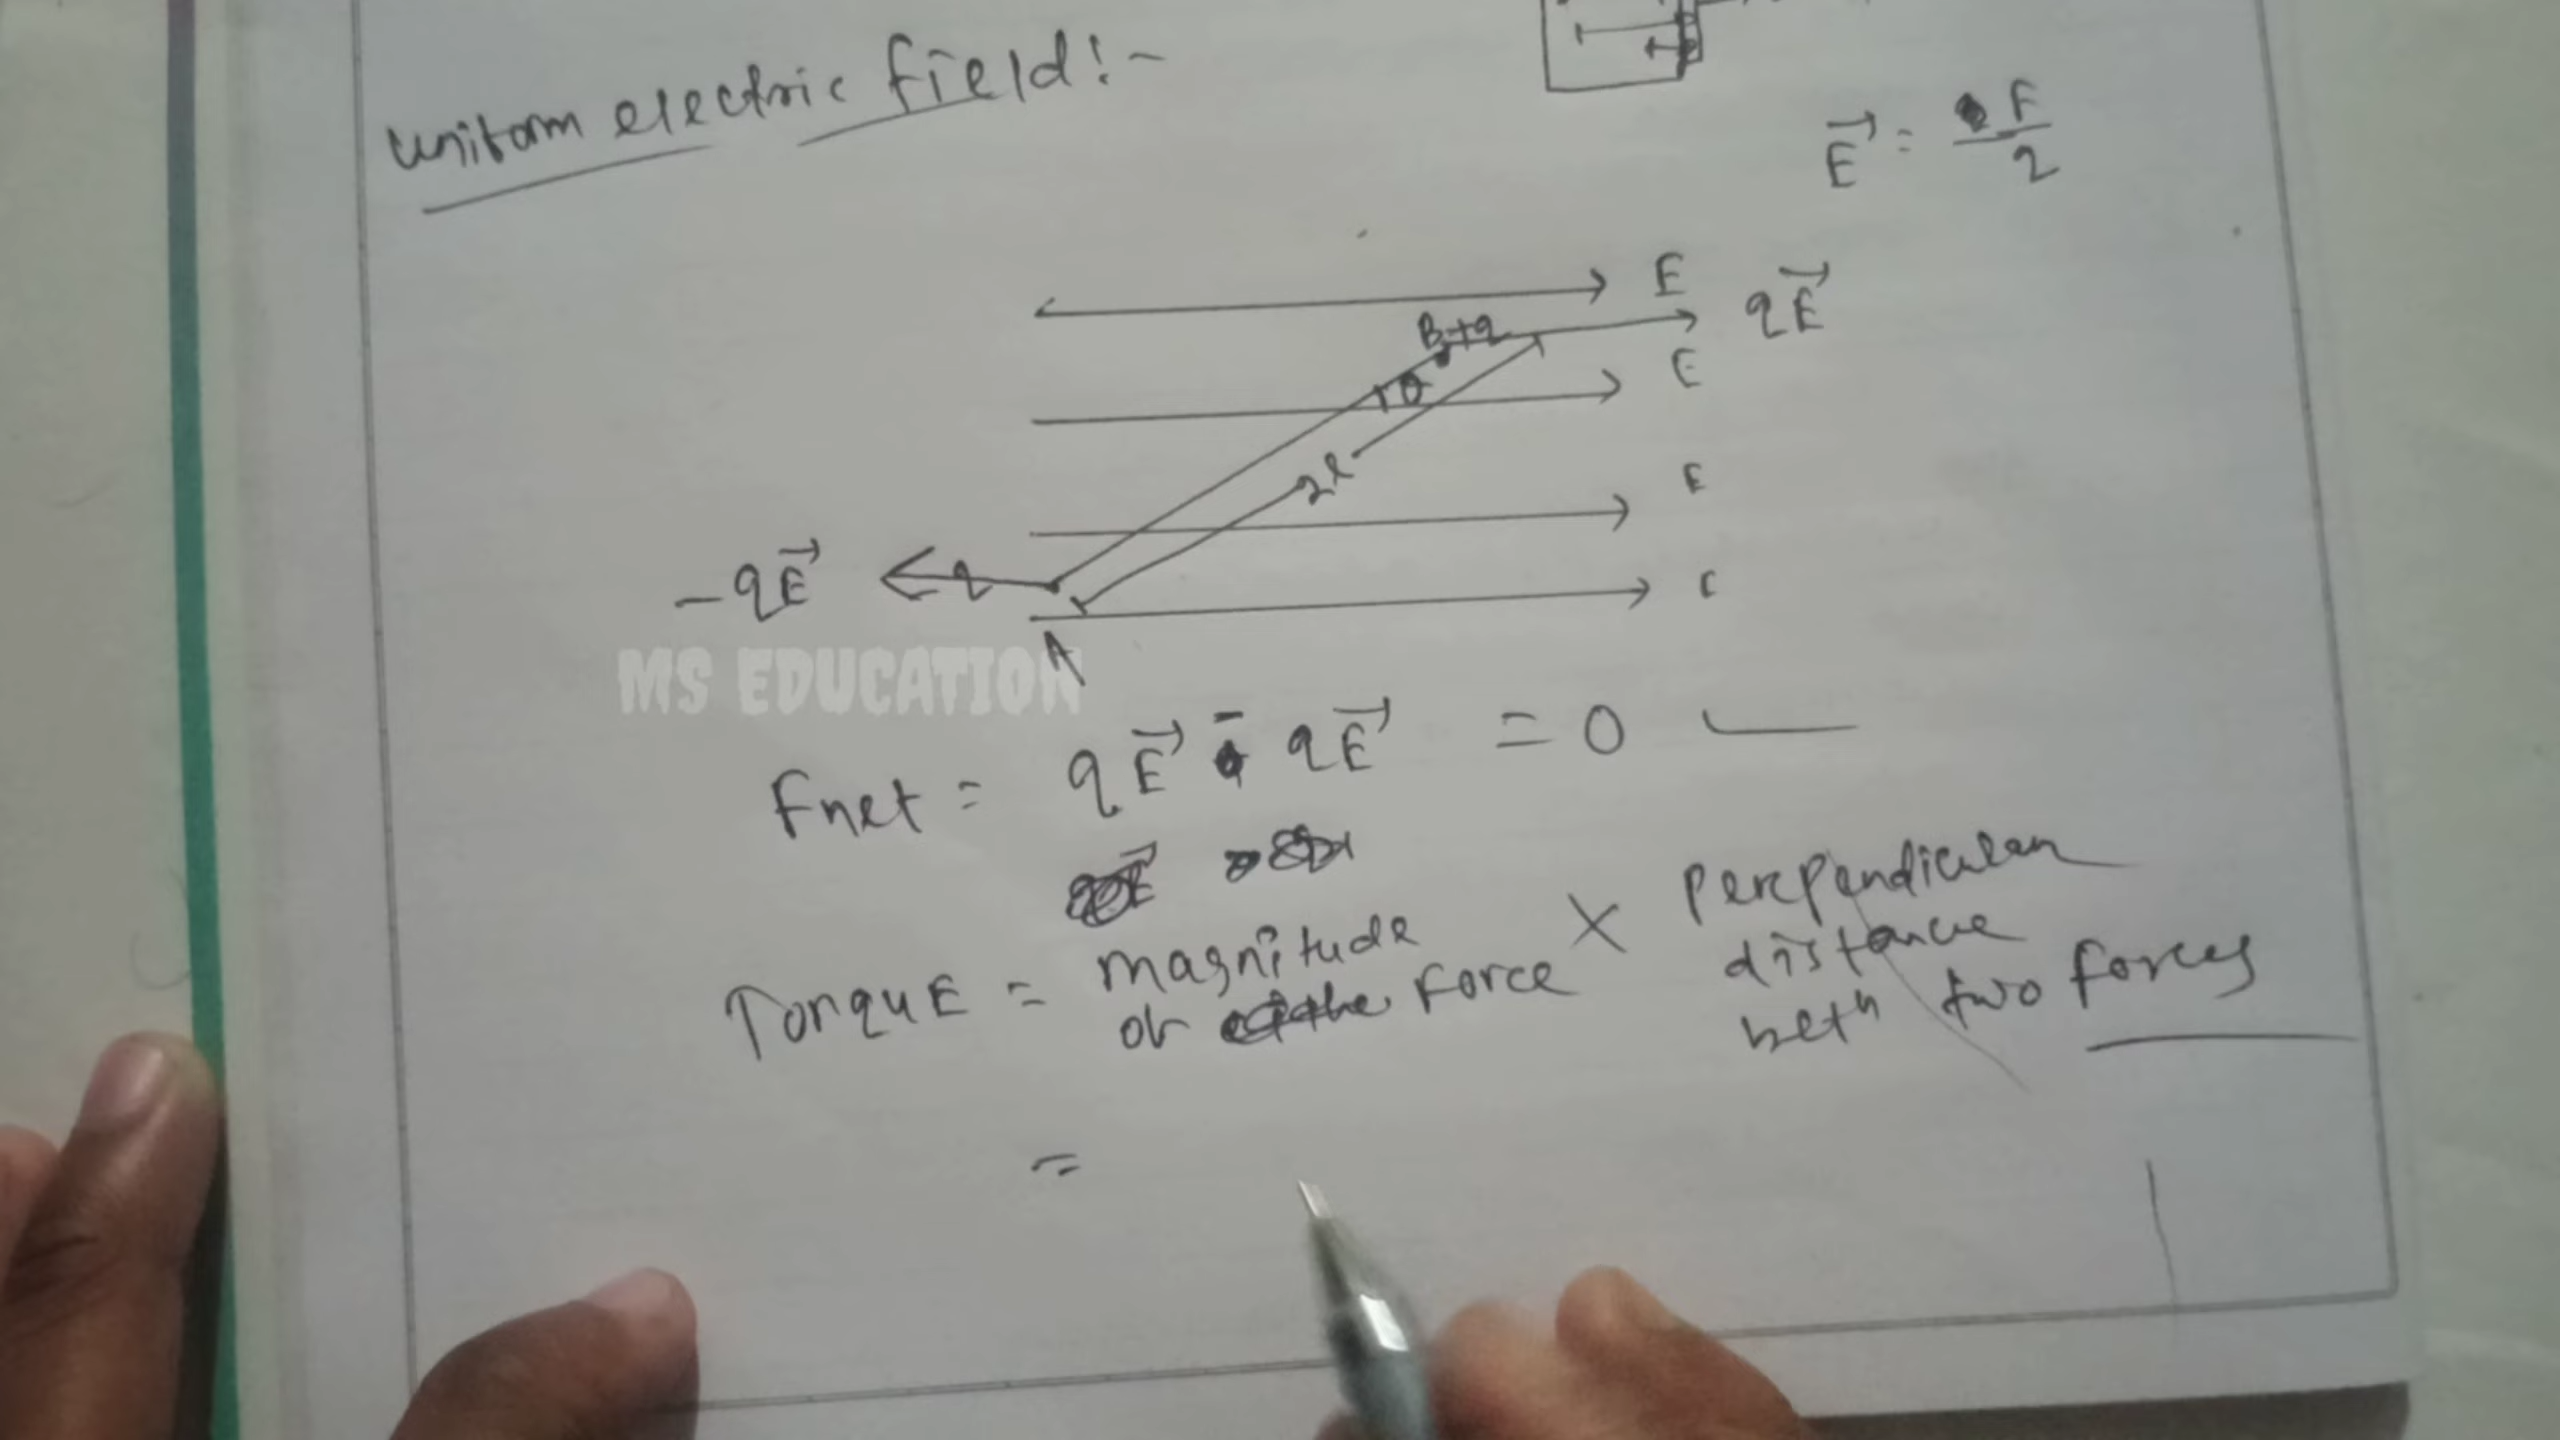 uniform electric field:-
E⃗ = F/q
E
B+q
qE⃗
E
θ
2l
E
-qE⃗
-q
E
A
MS EDUCATION
Fnet = qE⃗ - qE⃗ = 0
TorquE = magnitude of Force × perpendicular distance betn two forces
=